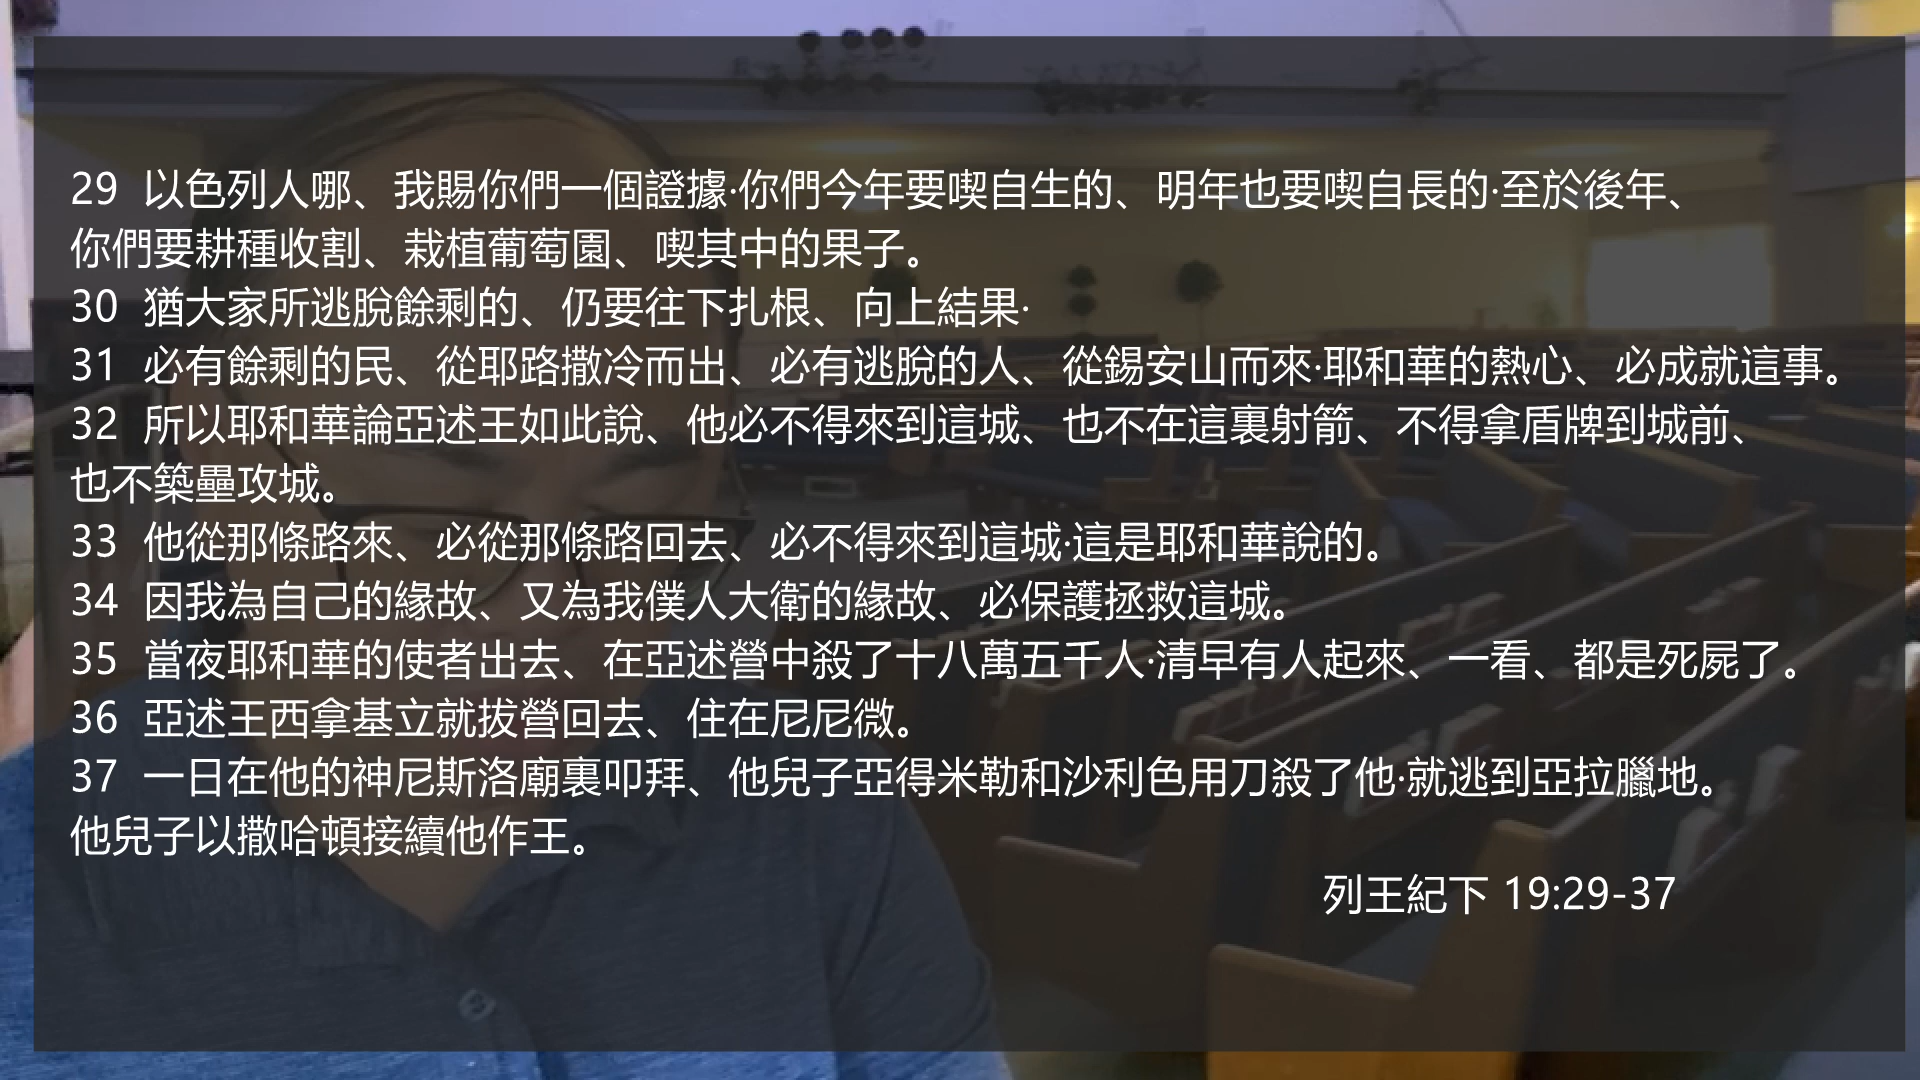 29 以色列人哪、我賜你們一個證據·你們今年要喫自生的、明年也要喫自長的·至於後年、
你們要耕種收割、栽植葡萄園、喫其中的果子。
30 猶大家所逃脫餘剩的、仍要往下扎根、向上結果·
31 必有餘剩的民、從耶路撒冷而出、必有逃脫的人、從錫安山而來·耶和華的熱心、必成就這事。
32 所以耶和華論亞述王如此說、他必不得來到這城、也不在這裏射箭、不得拿盾牌到城前、
也不築壘攻城。
33 他從那條路來、必從那條路回去、必不得來到這城·這是耶和華說的。
34 因我為自己的緣故、又為我僕人大衛的緣故、必保護拯救這城。
35 當夜耶和華的使者出去、在亞述營中殺了十八萬五千人·清早有人起來、一看、都是死屍了。
36 亞述王西拿基立就拔營回去、住在尼尼微。
37 一日在他的神尼斯洛廟裏叩拜、他兒子亞得米勒和沙利色用刀殺了他·就逃到亞拉臘地。
他兒子以撒哈頓接續他作王。
列王紀下 19:29-37